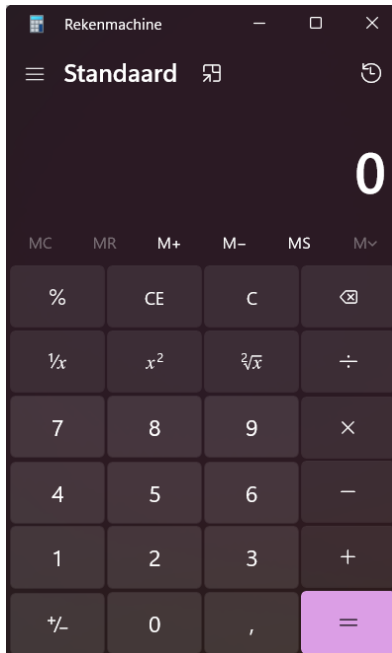 Rekenmachine
Standaard
0
MC MR M+ M− MS M˅
% CE C
¹⁄x x² ²√x ÷
7 8 9 ×
4 5 6 −
1 2 3 +
+/− 0 , =